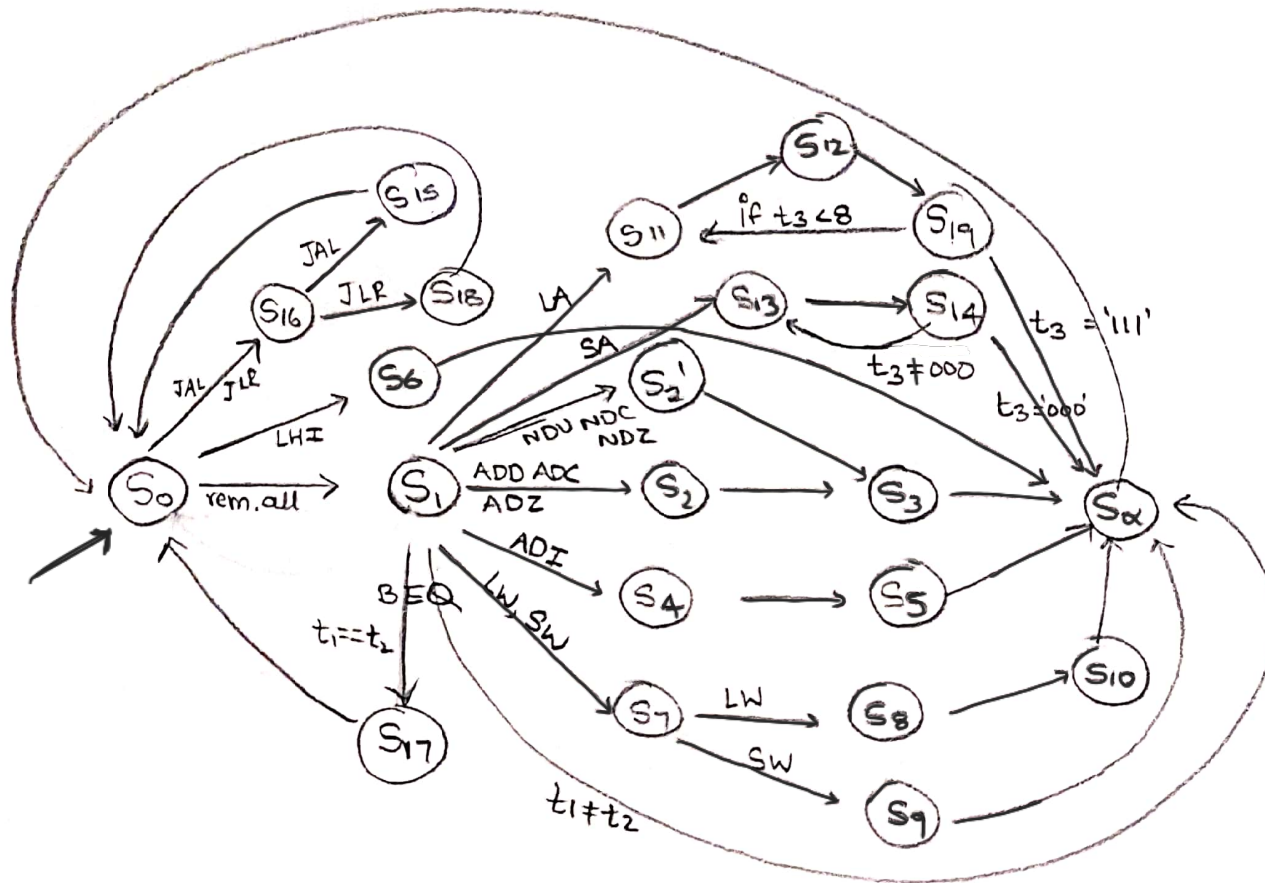 S12
S15
S11
if t3<8
S19
JAL
S16
JLR
S18
LA
S13
S14
t3 = '111'
SA
t3≠000
JAL
JLR
S6
S2'
t3='000'
LHI
NDU NDC
NDZ
S0
rem.all
S1
ADD ADC
ADZ
S2
S3
Sα
ADI
BEQ
LW, SW
S4
S5
t1==t2
S10
S17
S7
LW
S8
SW
t1≠t2
S9